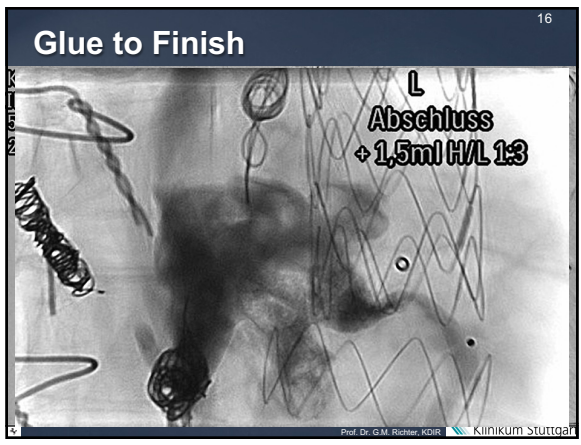 16
Glue to Finish
L
Abschluss
+ 1,5ml H/L 1:3
Prof. Dr. G.M. Richter, KDIR
Klinikum Stuttgart